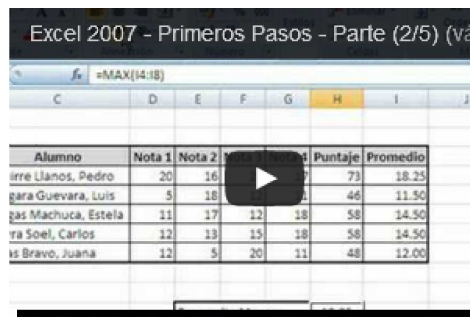 Excel 2007 - Primeros Pasos - Parte (2/5) (vá
fx =MAX(I4:I8)
C D E F G H I
Alumno Nota 1 Nota 2 Puntaje Promedio
irre Llanos, Pedro 20 16 73 18.25
gara Guevara, Luis 5 18 46 11.50
gas Machuca, Estela 11 17 12 18 58 14.50
ra Soel, Carlos 12 13 15 18 58 14.50
as Bravo, Juana 12 5 20 11 48 12.00